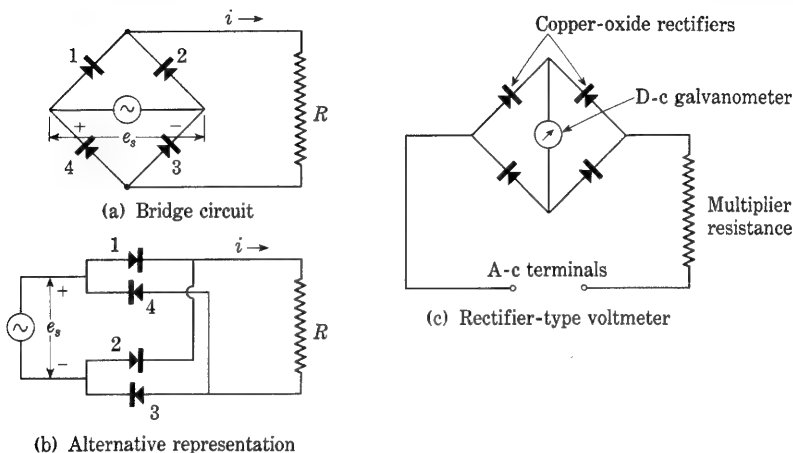 i →
1
2
R
+
−
e_s
4
3
(a) Bridge circuit
i →
1
+
4
e_s
R
2
−
3
(b) Alternative representation
Copper-oxide rectifiers
D-c galvanometer
Multiplier
resistance
A-c terminals
(c) Rectifier-type voltmeter